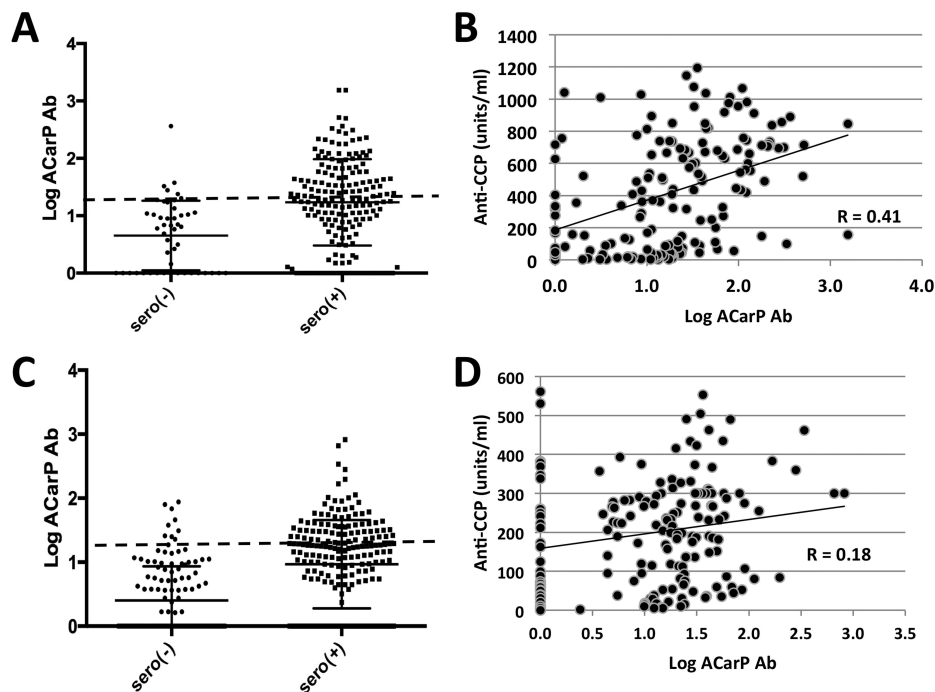 A
Log ACarP Ab
4
3
2
1
0
sero(-)
sero(+)
B
Anti-CCP (units/ml)
1400
1200
1000
800
600
400
200
0
R = 0.41
0.0 1.0 2.0 3.0 4.0
Log ACarP Ab
C
Log ACarP Ab
4
3
2
1
0
sero(-)
sero(+)
D
Anti-CCP (units/ml)
600
500
400
300
200
100
0
R = 0.18
0.0 0.5 1.0 1.5 2.0 2.5 3.0 3.5
Log ACarP Ab